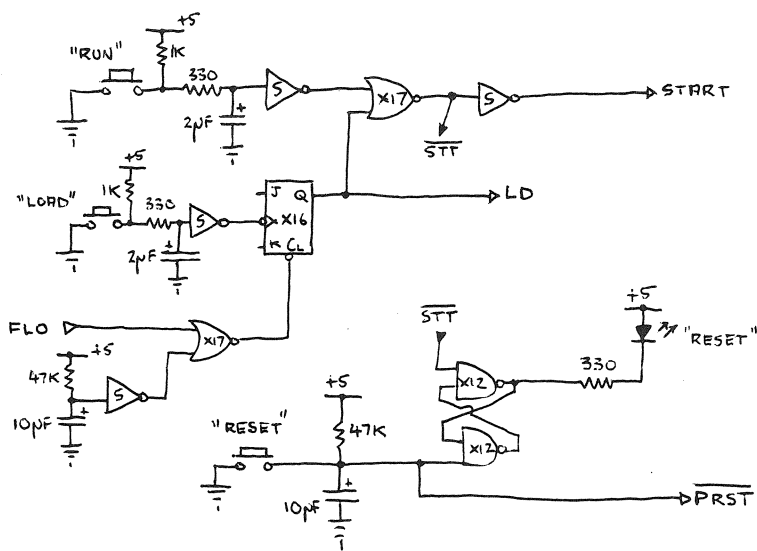 +5
"RUN"
1K
330
S
X17
S
START
2µF
+
STT
+5
"LOAD"
1K
330
S
J Q
X16
K CL
LD
2µF
+
FLO
X17
+5
47K
S
10µF
+
STT
+5
"RESET"
X12
330
+5
"RESET"
47K
X12
10µF
+
PRST